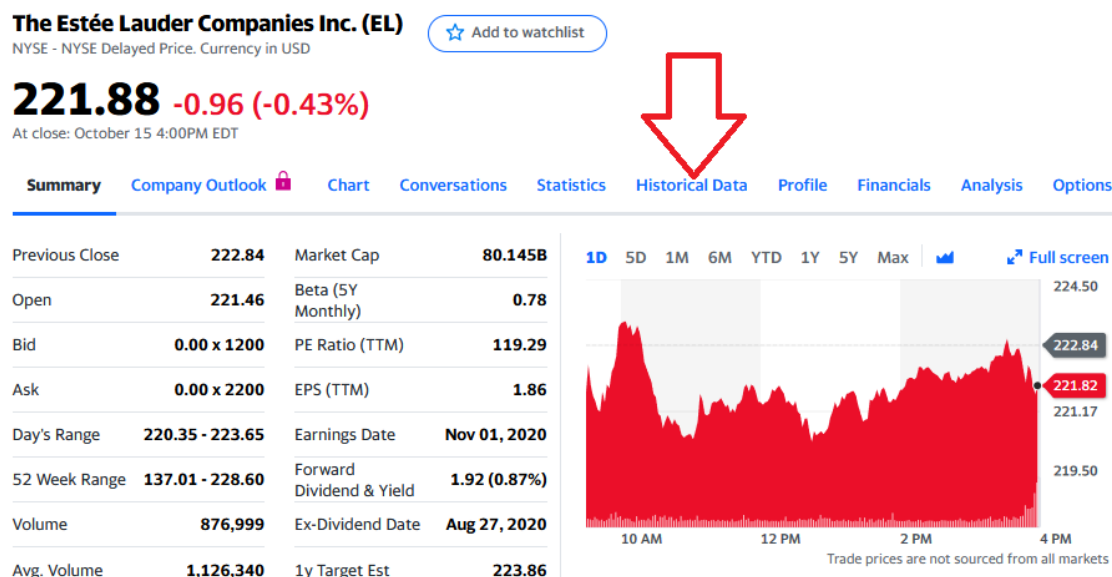 The Estée Lauder Companies Inc. (EL)
Add to watchlist
NYSE - NYSE Delayed Price. Currency in USD
221.88 -0.96 (-0.43%)
At close: October 15 4:00PM EDT
Summary Company Outlook Chart Conversations Statistics Historical Data Profile Financials Analysis Options
Previous Close 222.84
Open 221.46
Bid 0.00 x 1200
Ask 0.00 x 2200
Day's Range 220.35 - 223.65
52 Week Range 137.01 - 228.60
Volume 876,999
Avg. Volume 1,126,340
Market Cap 80.145B
Beta (5Y
Monthly) 0.78
PE Ratio (TTM) 119.29
EPS (TTM) 1.86
Earnings Date Nov 01, 2020
Forward
Dividend & Yield 1.92 (0.87%)
Ex-Dividend Date Aug 27, 2020
1y Target Est 223.86
1D 5D 1M 6M YTD 1Y 5Y Max Full screen
224.50
222.84
221.82
221.17
219.50
10 AM 12 PM 2 PM 4 PM
Trade prices are not sourced from all markets